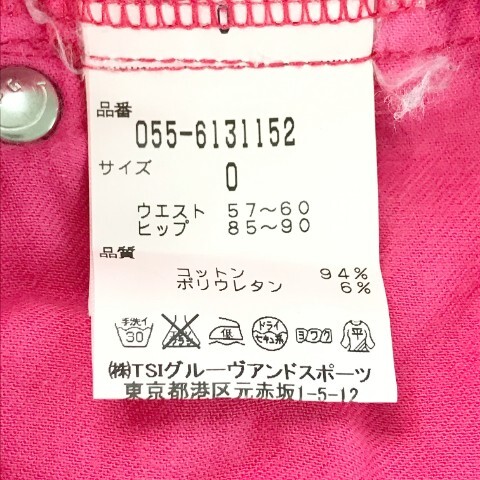 品番
055-6131152
サイズ
0
ウエスト 57～60
ヒップ 85～90
品質
コットン 94%
ポリウレタン 6%
手洗イ 30 低 ドライ セキユ系 ヨワク
㈱TSIグルーヴアンドスポーツ
東京都港区元赤坂1-5-12